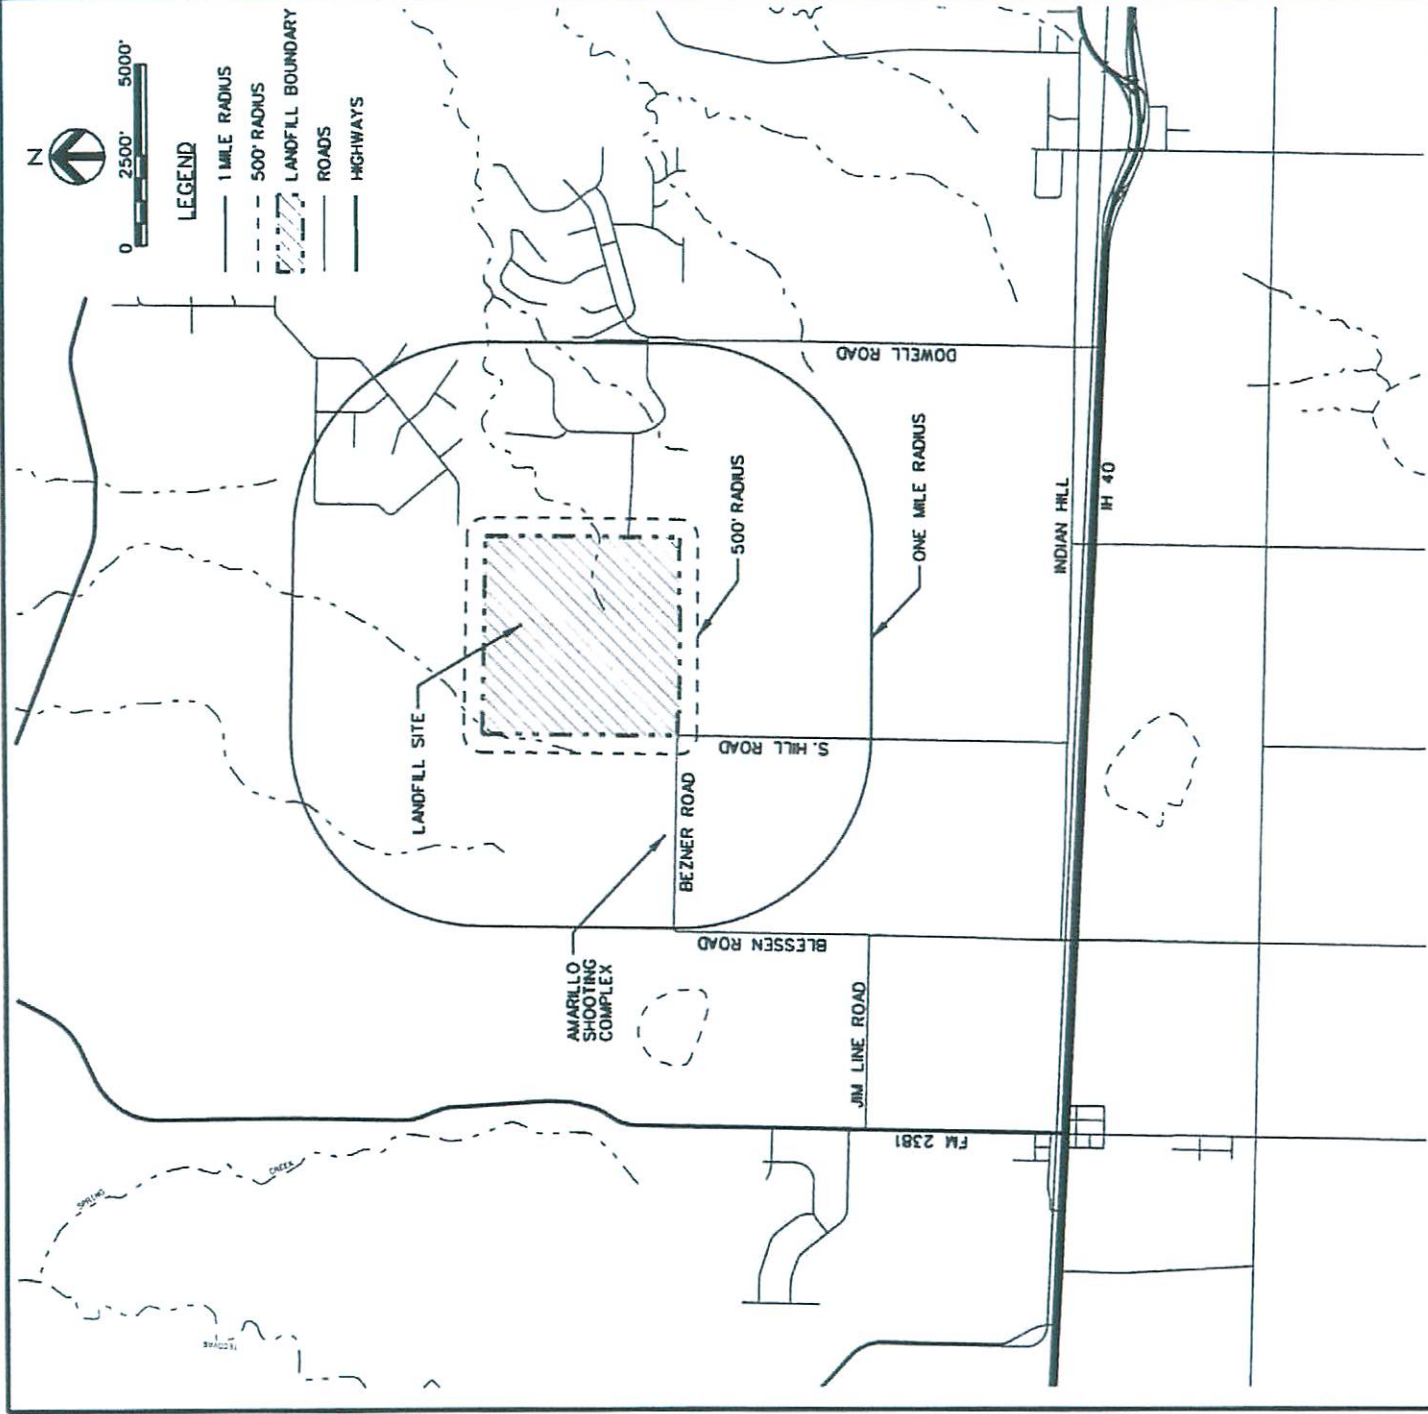 N
0 2500' 5000'
LEGEND
1 MILE RADIUS
500' RADIUS
LANDFILL BOUNDARY
ROADS
HIGHWAYS
LANDFILL SITE
500' RADIUS
ONE MILE RADIUS
DOWELL ROAD
INDIAN HILL
IH 40
S. HILL ROAD
BEZNER ROAD
AMARILLO
SHOOTING
COMPLEX
BLESSEN ROAD
JIM LINE ROAD
FM 2381
SPRING
CREEK
TECOVAS